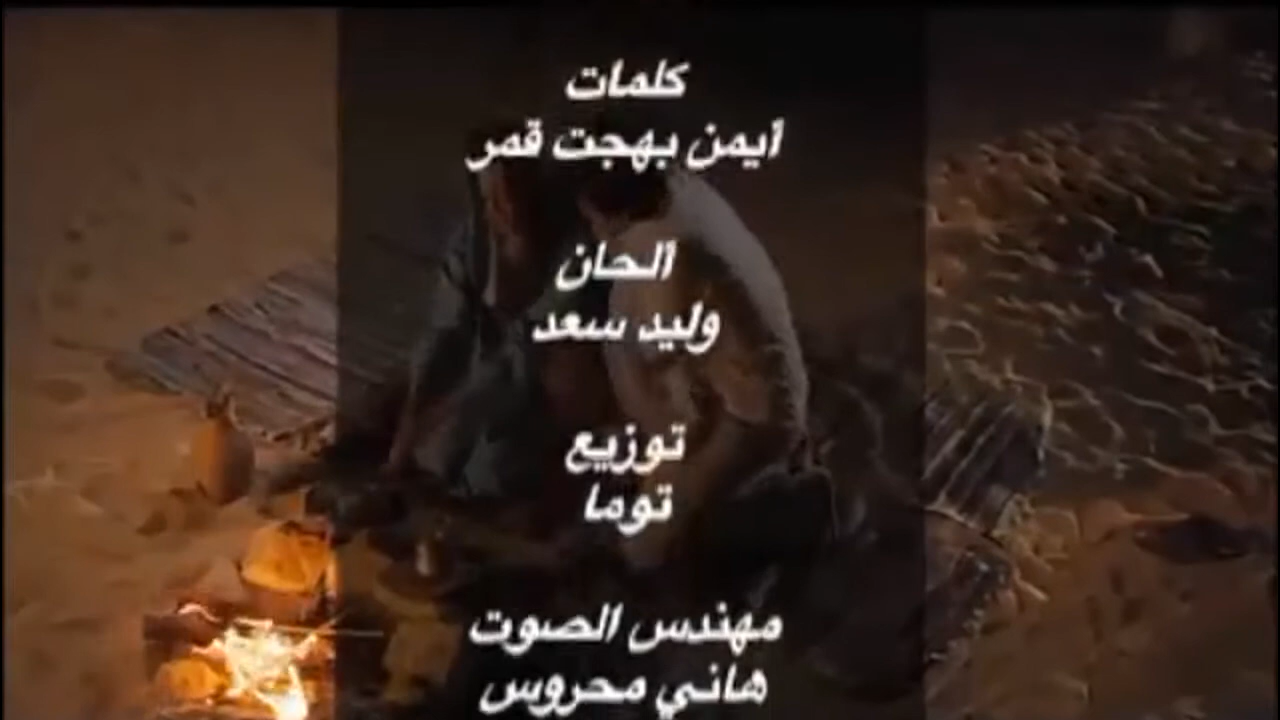 كلمات
أيمن بهجت قمر
ألحان
وليد سعد
توزيع
توما
مهندس الصوت
هاني محروس